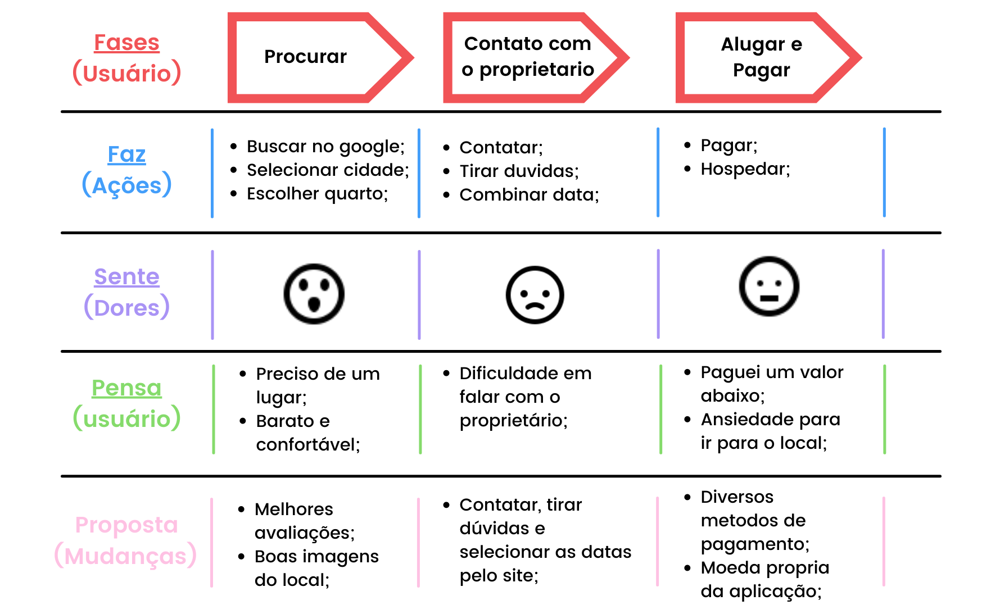 Fases
(Usuário)
Procurar
Contato com
o proprietario
Alugar e
Pagar
Faz
(Ações)
• Buscar no google;
• Selecionar cidade;
• Escolher quarto;
• Contatar;
• Tirar duvidas;
• Combinar data;
• Pagar;
• Hospedar;
Sente
(Dores)
Pensa
(usuário)
• Preciso de um
lugar;
• Barato e
confortável;
• Dificuldade em
falar com o
proprietário;
• Paguei um valor
abaixo;
• Ansiedade para
ir para o local;
Proposta
(Mudanças)
• Melhores
avaliações;
• Boas imagens
do local;
• Contatar, tirar
dúvidas e
selecionar as datas
pelo site;
• Diversos
metodos de
pagamento;
• Moeda propria
da aplicação;